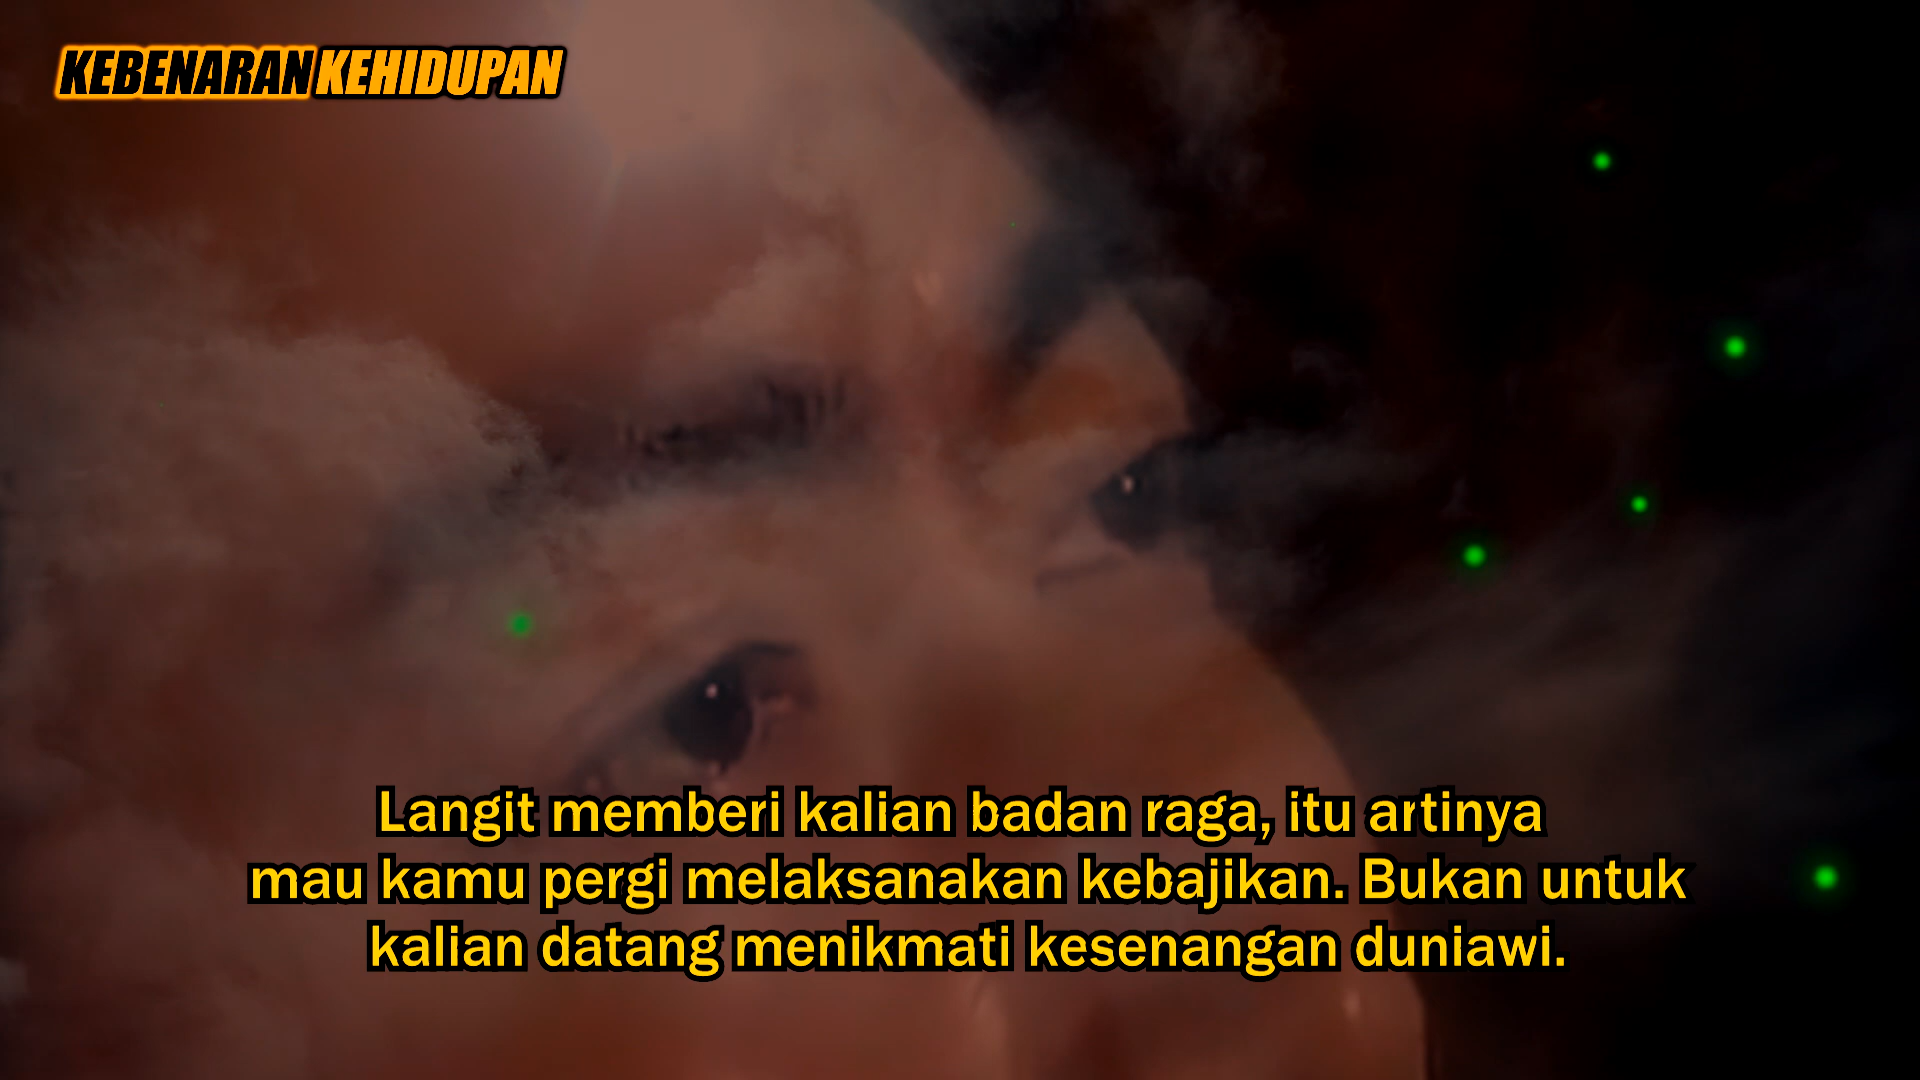 KEBENARAN KEHIDUPAN
Langit memberi kalian badan raga, itu artinya
mau kamu pergi melaksanakan kebajikan. Bukan untuk
kalian datang menikmati kesenangan duniawi.